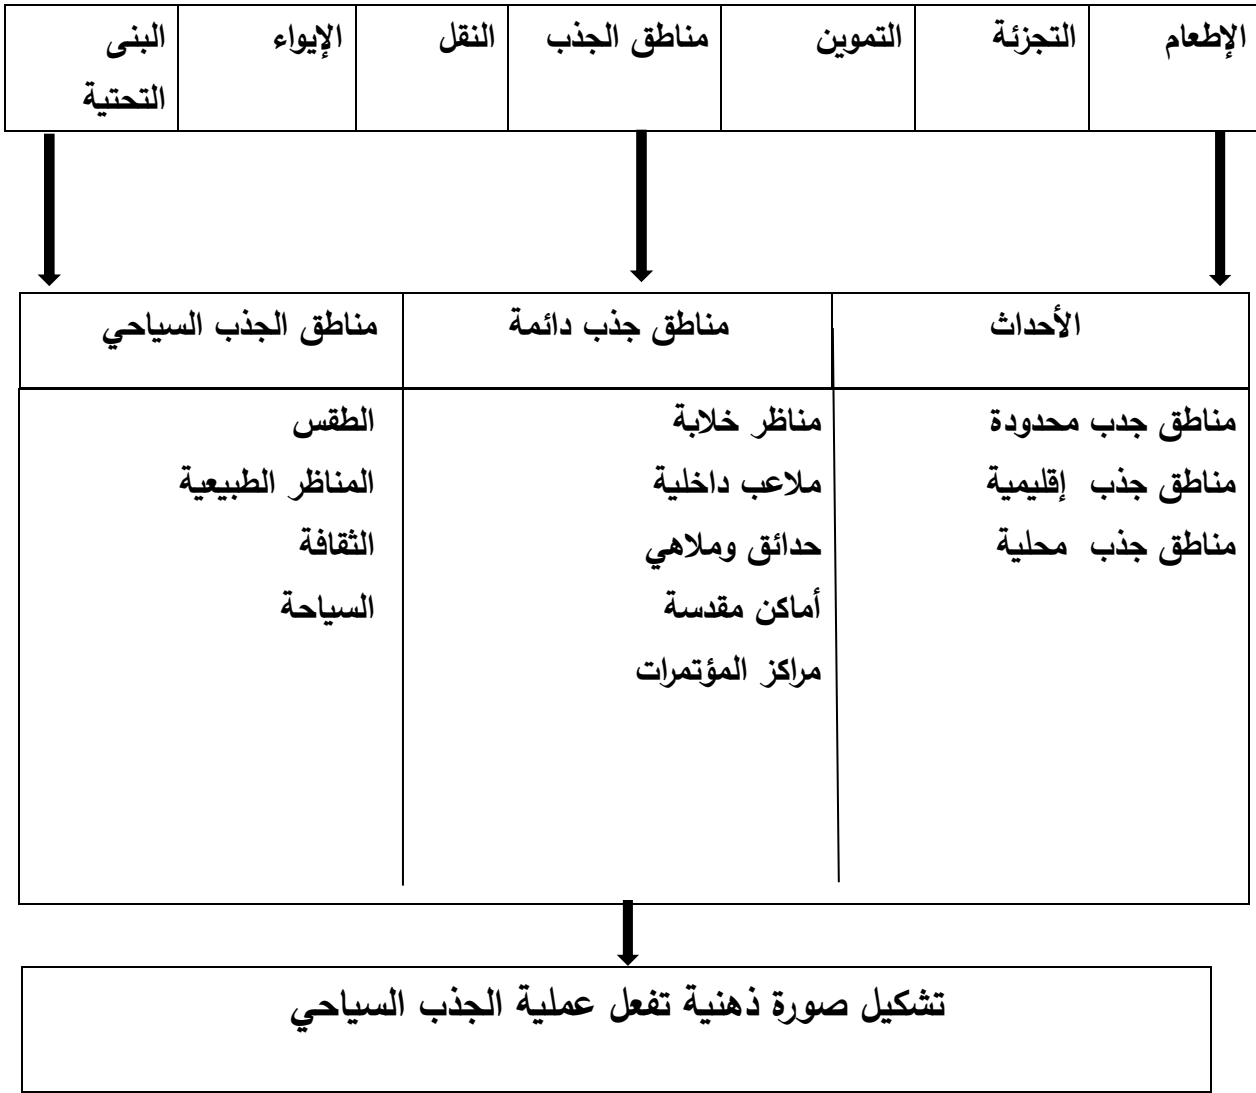 الإطعام
التجزئة
التموين
مناطق الجذب
النقل
الإيواء
البنى
التحتية
الأحداث
مناطق جذب دائمة
مناطق الجذب السياحي
مناطق جدب محدودة
مناطق جذب إقليمية
مناطق جذب محلية
مناظر خلابة
ملاعب داخلية
حدائق وملاهي
أماكن مقدسة
مراكز المؤتمرات
الطقس
المناظر الطبيعية
الثقافة
السياحة
تشكيل صورة ذهنية تفعل عملية الجذب السياحي